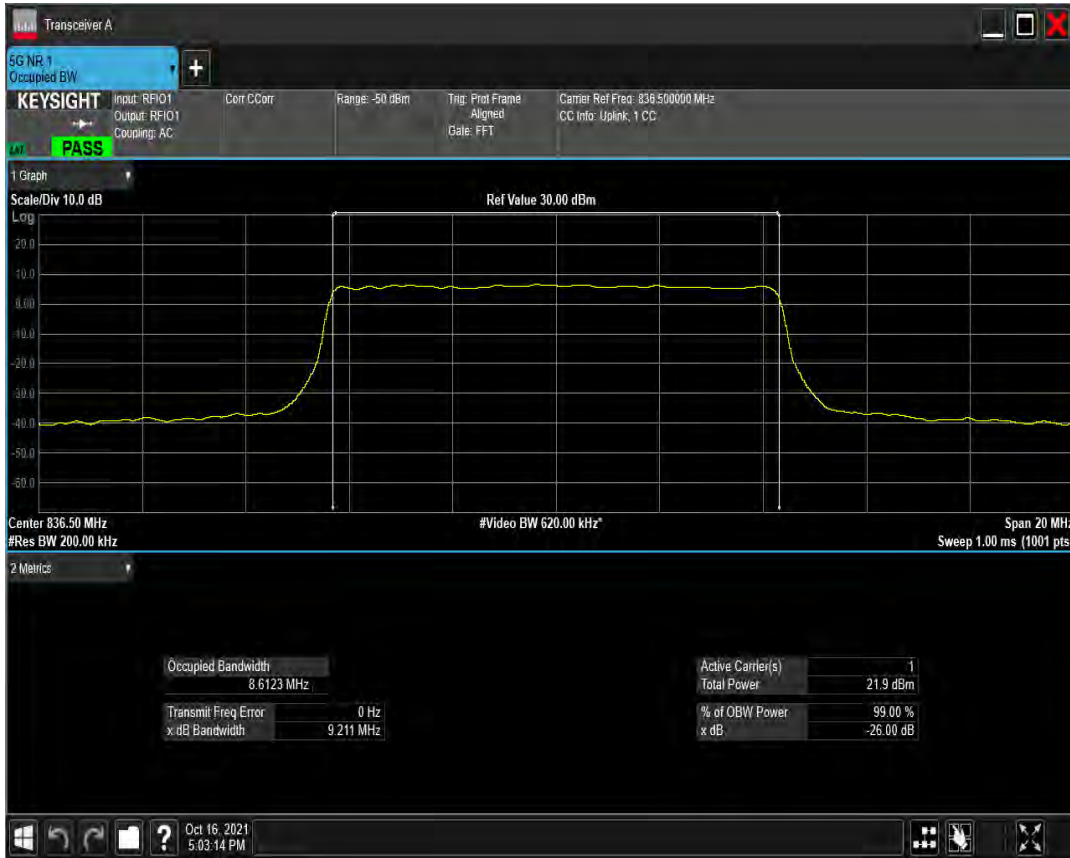 Transceiver A
5G NR 1
Occupied BW
+
KEYSIGHT
Input: RFIO1
Output: RFIO1
Coupling: AC
Corr CCorr
Range: -50 dBm
Trig: Prot Frame
Aligned
Gate: FFT
Carrier Ref Freq: 836.500000 MHz
CC Info: Uplink, 1 CC
PASS
1 Graph
Scale/Div 10.0 dB
Ref Value 30.00 dBm
Log
20.0
10.0
0.00
-10.0
-20.0
-30.0
-40.0
-50.0
-60.0
Center 836.50 MHz
#Video BW 620.00 kHz*
Span 20 MHz
#Res BW 200.00 kHz
Sweep 1.00 ms (1001 pts
2 Metrics
Occupied Bandwidth
8.6123 MHz
Transmit Freq Error 0 Hz
x dB Bandwidth 9.211 MHz
Active Carrier(s) 1
Total Power 21.9 dBm
% of OBW Power 99.00 %
x dB -26.00 dB
?
Oct 16, 2021
5:03:14 PM